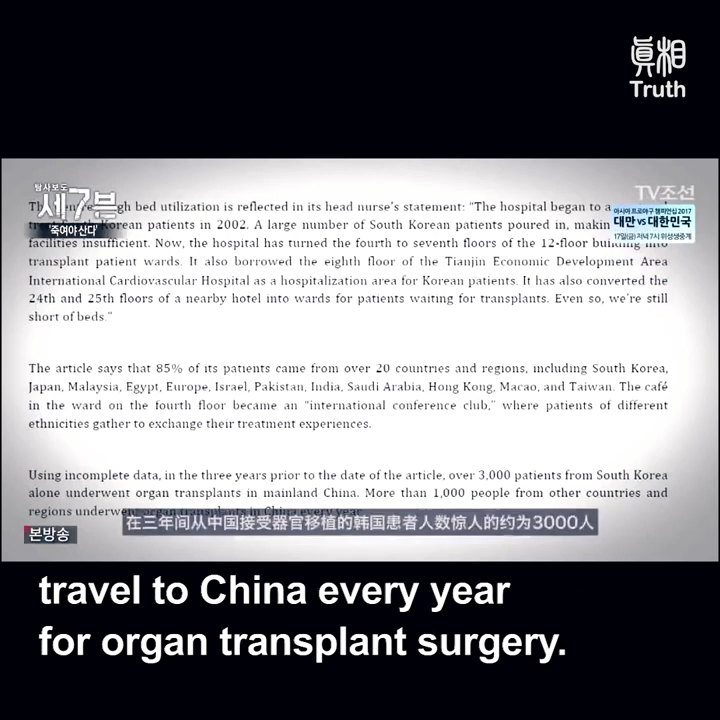 眞相
Truth
탐사보도
세7븐
'죽여야 산다'
TV조선
아시아 프로야구 챔피언십 2017
대만 vs 대한민국
17일(금) 저녁 7시 위성생중계
bed utilization is reflected in its head nurse's statement: "The hospital began to
Korean patients in 2002. A large number of South Korean patients poured in,
facilities insufficient. Now, the hospital has turned the fourth to seventh floors of the 12-floor building into
transplant patient wards. It also borrowed the eighth floor of the Tianjin Economic Development Area
International Cardiovascular Hospital as a hospitalization area for Korean patients. It has also converted the
24th and 25th floors of a nearby hotel into wards for patients waiting for transplants. Even so, we're still
short of beds."
The article says that 85% of its patients came from over 20 countries and regions, including South Korea,
Japan, Malaysia, Egypt, Europe, Israel, Pakistan, India, Saudi Arabia, Hong Kong, Macao, and Taiwan. The café
in the ward on the fourth floor became an "international conference club," where patients of different
ethnicities gather to exchange their treatment experiences.
Using incomplete data, in the three years prior to the date of the article, over 3,000 patients from South Korea
alone underwent organ transplants in mainland China. More than 1,000 people from other countries and
regions underwent organ transplants in China every year.
在三年间从中国接受器官移植的韩国患者人数惊人的约为3000人
본방송
travel to China every year
for organ transplant surgery.